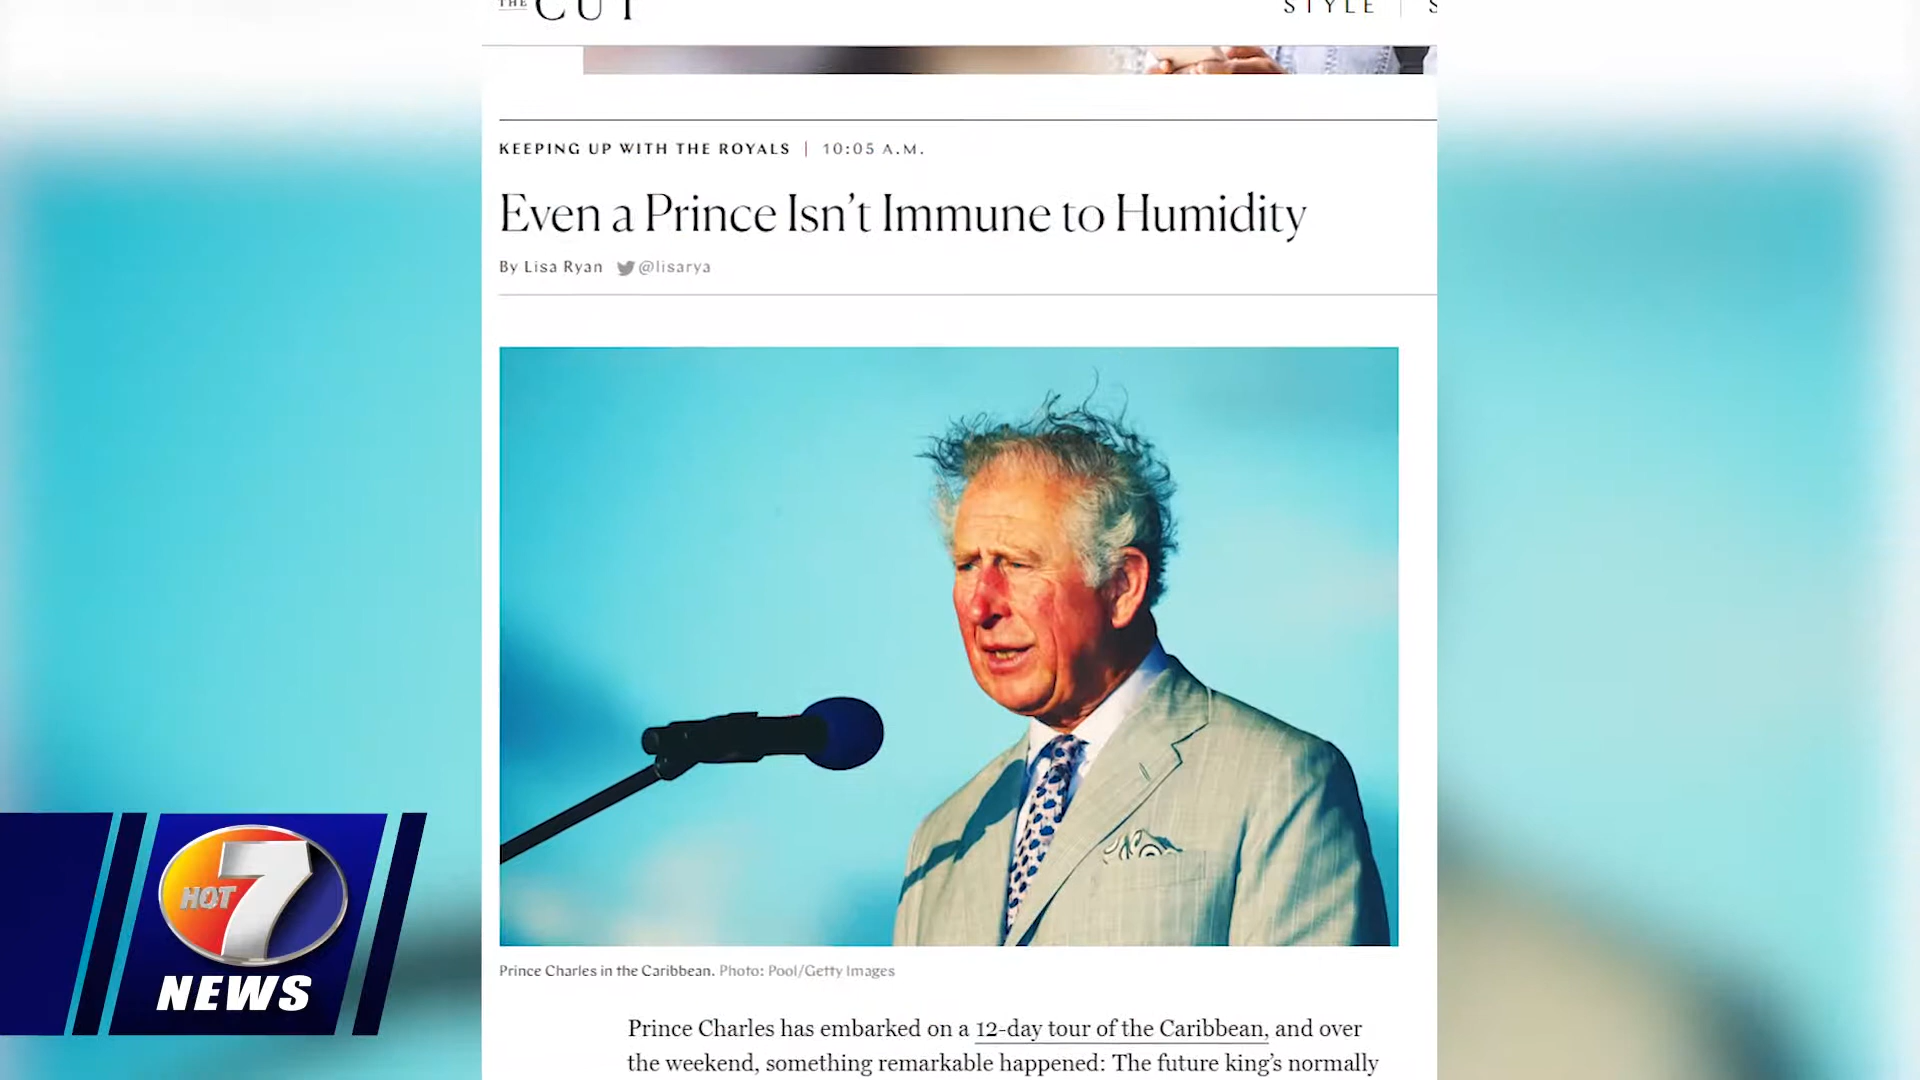 THE CUT
STYLE | S
KEEPING UP WITH THE ROYALS | 10:05 A.M.
Even a Prince Isn't Immune to Humidity
By Lisa Ryan @lisarya
Prince Charles in the Caribbean. Photo: Pool/Getty Images
Prince Charles has embarked on a 12-day tour of the Caribbean, and over
the weekend, something remarkable happened: The future king's normally
HOT 7
NEWS